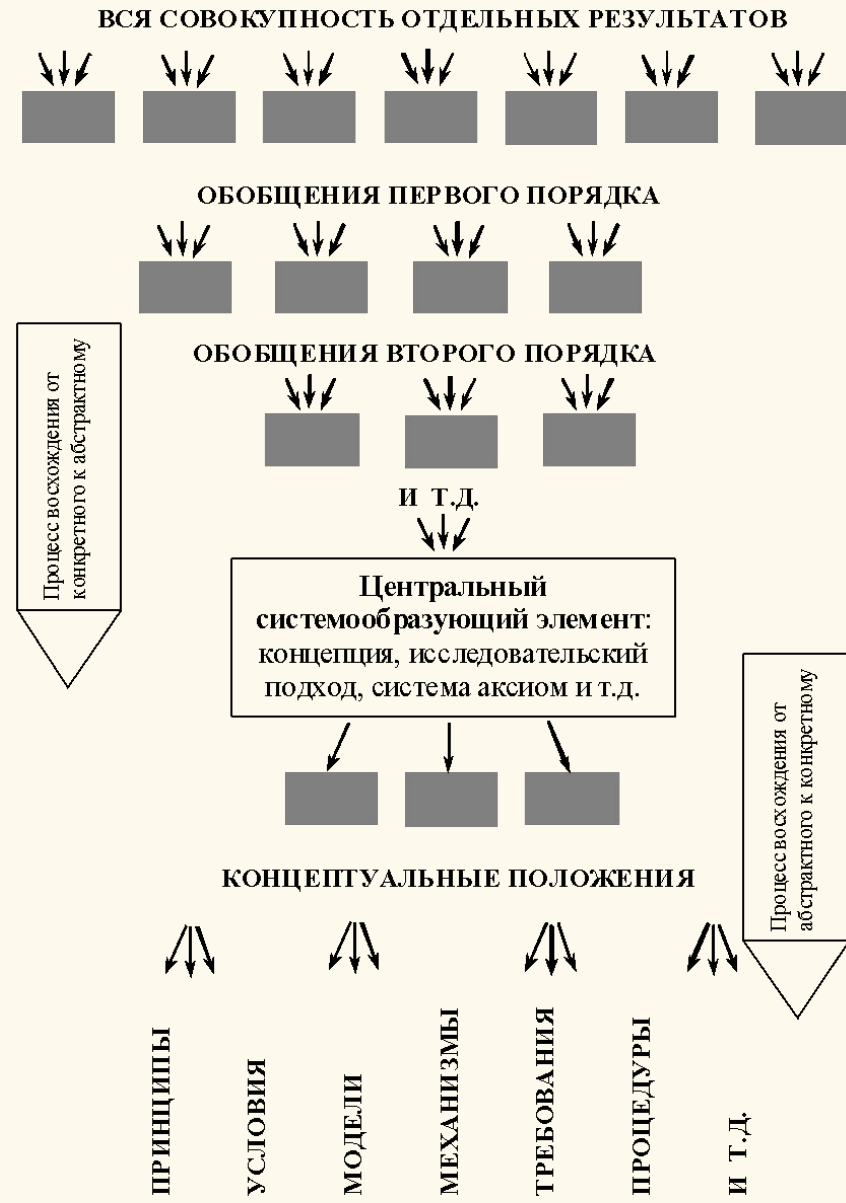 ВСЯ СОВОКУПНОСТЬ ОТДЕЛЬНЫХ РЕЗУЛЬТАТОВ
ОБОБЩЕНИЯ ПЕРВОГО ПОРЯДКА
ОБОБЩЕНИЯ ВТОРОГО ПОРЯДКА
Процесс восхождения от
конкретного к абстрактному
И Т.Д.
Центральный
системообразующий элемент:
концепция, исследовательский
подход, система аксиом и т.д.
Процесс восхождения от
абстрактного к конкретному
КОНЦЕПТУАЛЬНЫЕ ПОЛОЖЕНИЯ
ПРИНЦИПЫ
УСЛОВИЯ
МОДЕЛИ
МЕХАНИЗМЫ
ТРЕБОВАНИЯ
ПРОЦЕДУРЫ
И Т.Д.